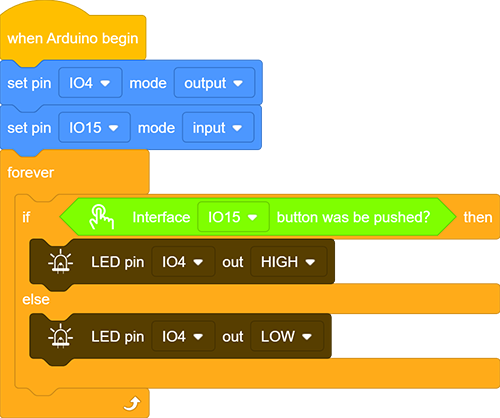 when Arduino begin
set pin IO4 mode output
set pin IO15 mode input
forever
if Interface IO15 button was be pushed? then
LED pin IO4 out HIGH
else
LED pin IO4 out LOW